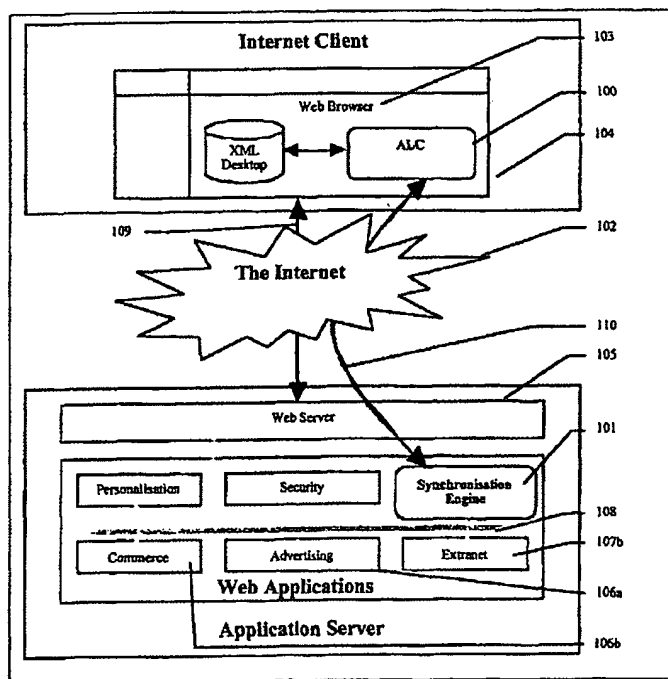 Internet Client
103
Web Browser
100
XML
Desktop
ALC
104
109
102
The Internet
110
105
Web Server
101
Personalisation
Security
Synchronisation
Engine
108
Commerce
Advertising
Extranet
107b
Web Applications
106a
Application Server
106b